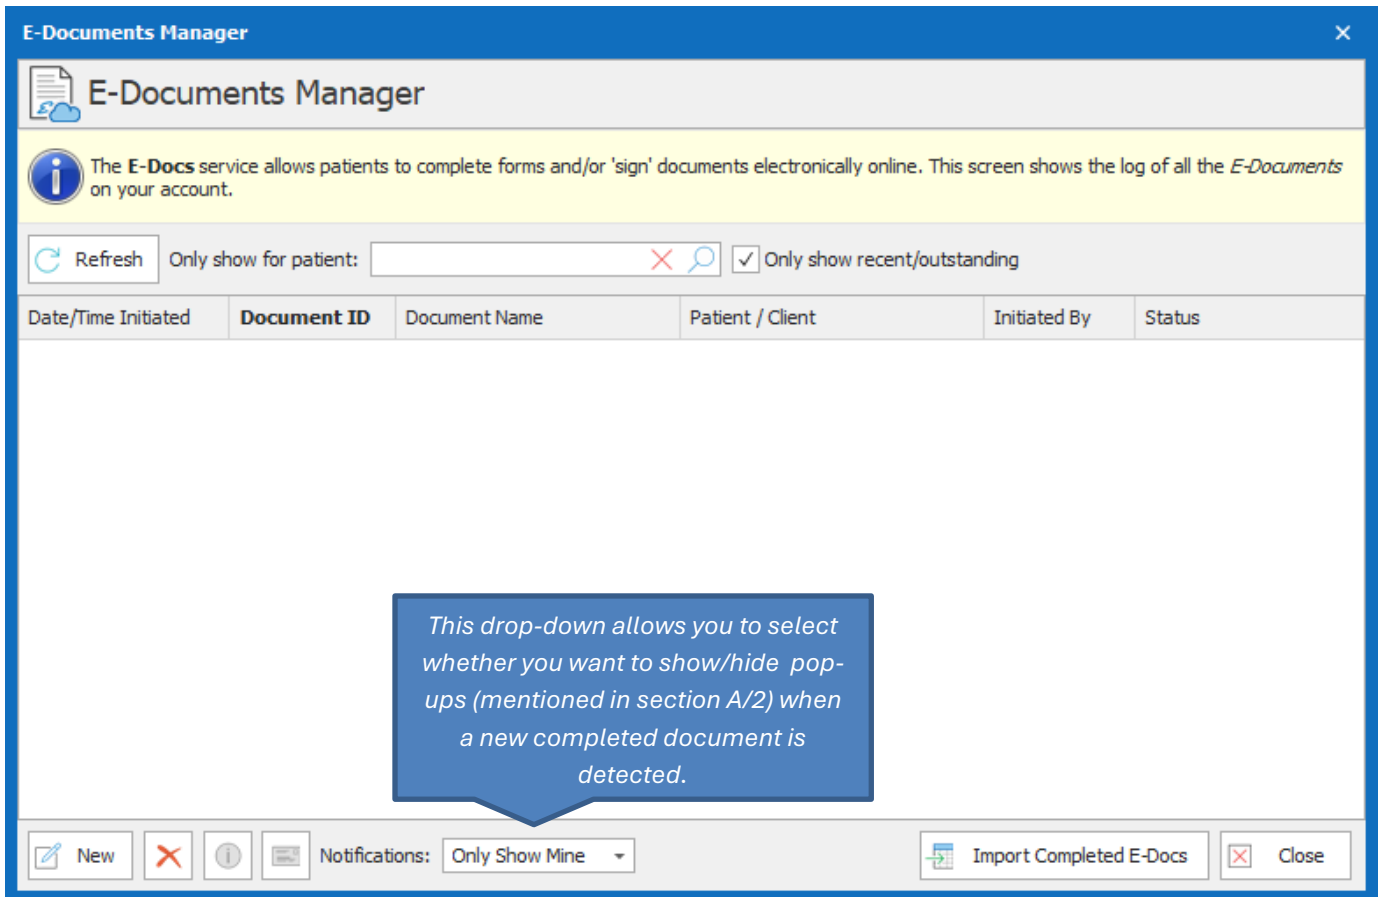 E-Documents Manager
E-Documents Manager
The E-Docs service allows patients to complete forms and/or 'sign' documents electronically online. This screen shows the log of all the E-Documents
on your account.
Refresh Only show for patient: Only show recent/outstanding
Date/Time Initiated Document ID Document Name Patient / Client Initiated By Status
This drop-down allows you to select
whether you want to show/hide pop-
ups (mentioned in section A/2) when
a new completed document is
detected.
New Notifications: Only Show Mine Import Completed E-Docs Close